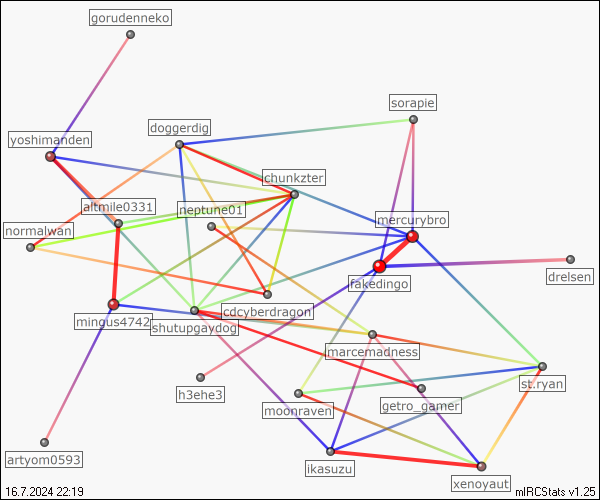 gorudenneko
sorapie
doggerdig
yoshimanden
chunkzter
altmile0331
neptune01
mercurybro
normalwan
fakedingo
drelsen
cdcyberdragon
mingus4742
shutupgaydog
marcemadness
st.ryan
h3ehe3
moonraven
getro_gamer
artyom0593
ikasuzu
xenoyaut
16.7.2024 22:19
mIRCStats v1.25